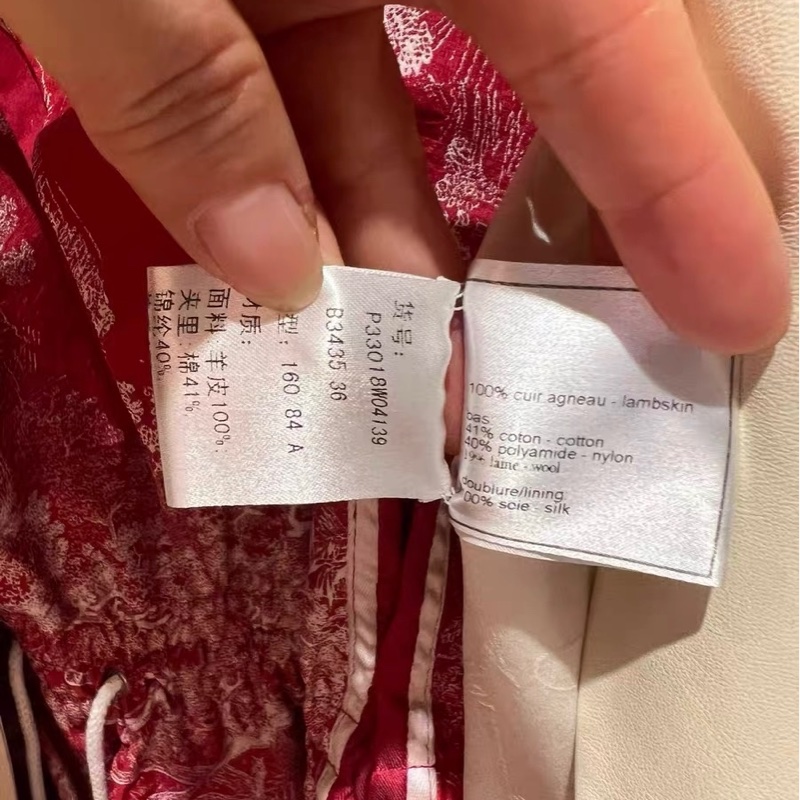 货号:
P33018W04139
B3435 36
型: 160 84 A
材质:
面料: 羊皮100%.
夹里: 棉41%.
锦纶40%.
100% cuir agneau - lambskin
bas
41% coton - cotton
40% polyamide - nylon
19% laine - wool
doublure/lining
00% soie - silk